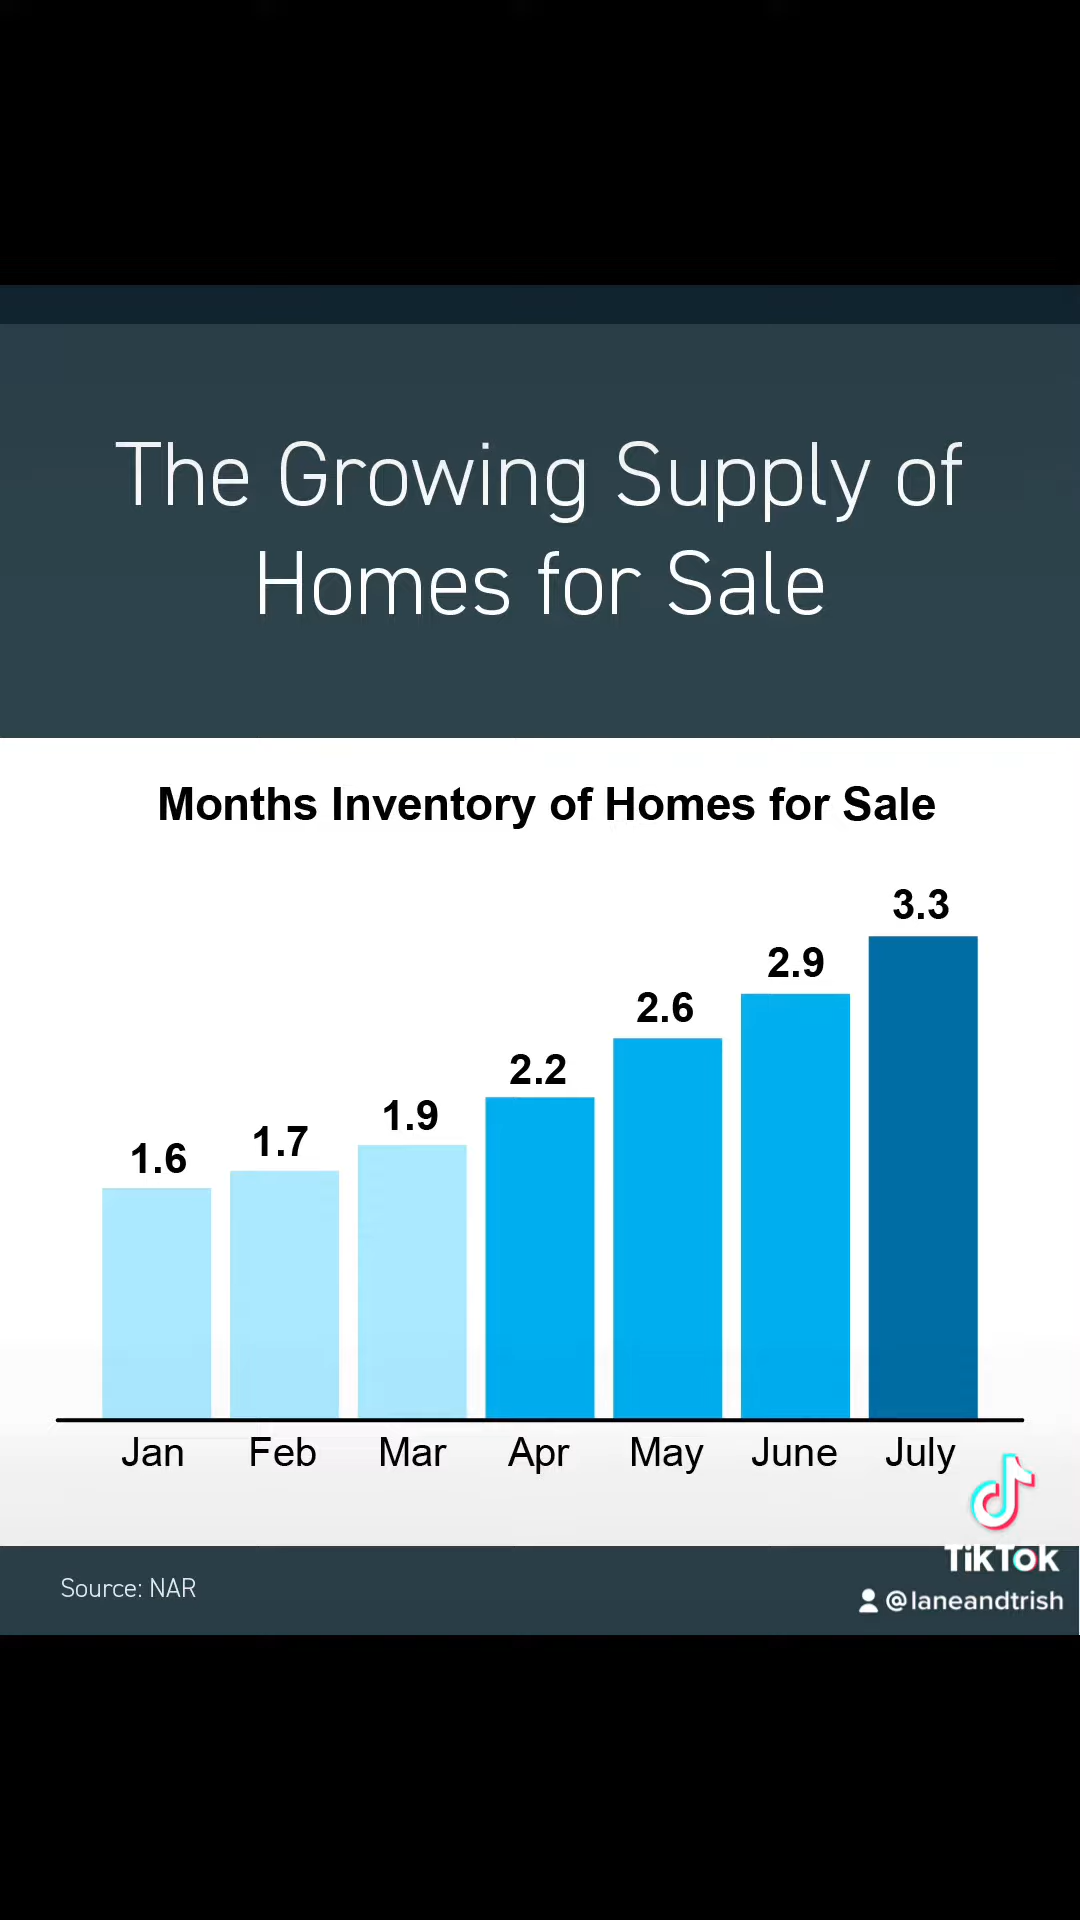 The Growing Supply of
Homes for Sale
Months Inventory of Homes for Sale
1.6 1.7 1.9 2.2 2.6 2.9 3.3
Jan Feb Mar Apr May June July
TikTok
Source: NAR
@laneandtrish